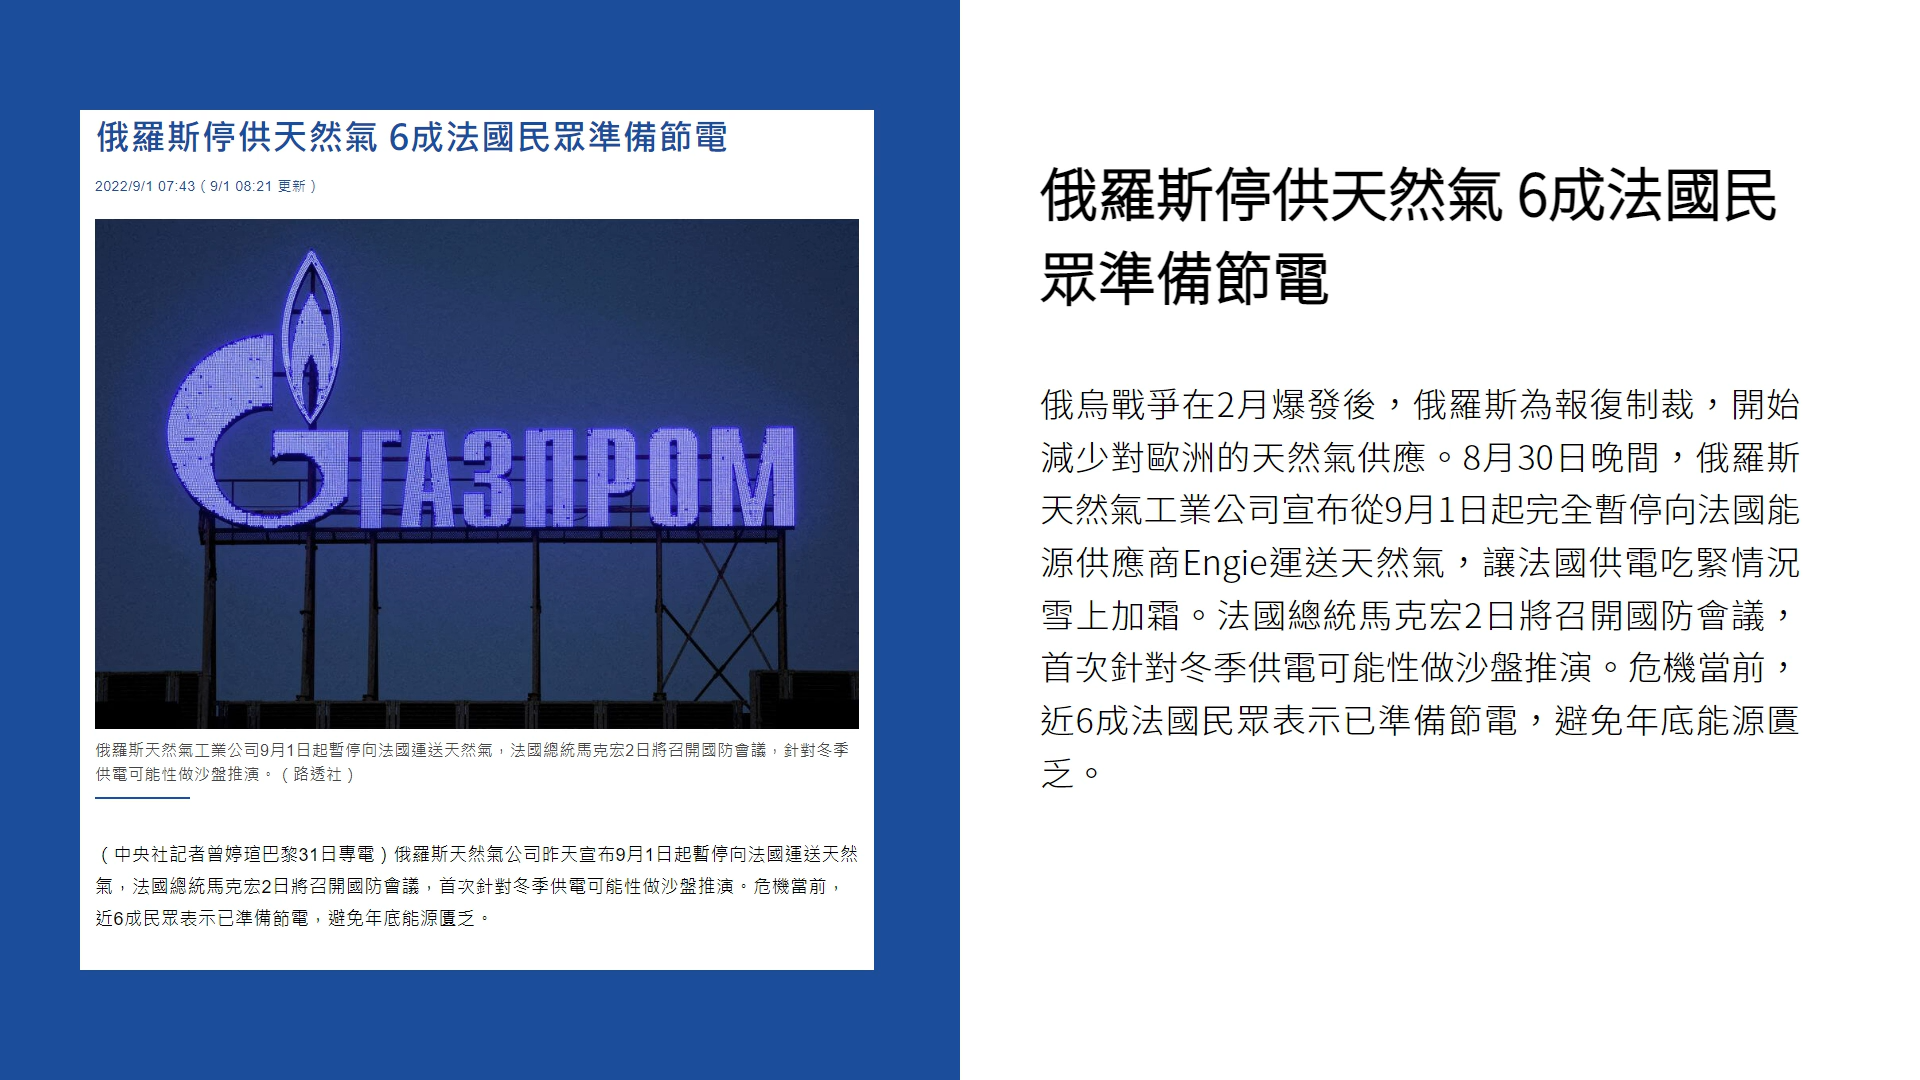 俄羅斯停供天然氣 6成法國民眾準備節電
2022/9/1 07:43（9/1 08:21 更新）
ГАЗПРОМ
俄羅斯天然氣工業公司9月1日起暫停向法國運送天然氣，法國總統馬克宏2日將召開國防會議，針對冬季
供電可能性做沙盤推演。（路透社）
（中央社記者曾婷瑄巴黎31日專電）俄羅斯天然氣公司昨天宣布9月1日起暫停向法國運送天然
氣，法國總統馬克宏2日將召開國防會議，首次針對冬季供電可能性做沙盤推演。危機當前，
近6成民眾表示已準備節電，避免年底能源匱乏。
俄羅斯停供天然氣 6成法國民
眾準備節電
俄烏戰爭在2月爆發後，俄羅斯為報復制裁，開始
減少對歐洲的天然氣供應。8月30日晚間，俄羅斯
天然氣工業公司宣布從9月1日起完全暫停向法國能
源供應商Engie運送天然氣，讓法國供電吃緊情況
雪上加霜。法國總統馬克宏2日將召開國防會議，
首次針對冬季供電可能性做沙盤推演。危機當前，
近6成法國民眾表示已準備節電，避免年底能源匱
乏。